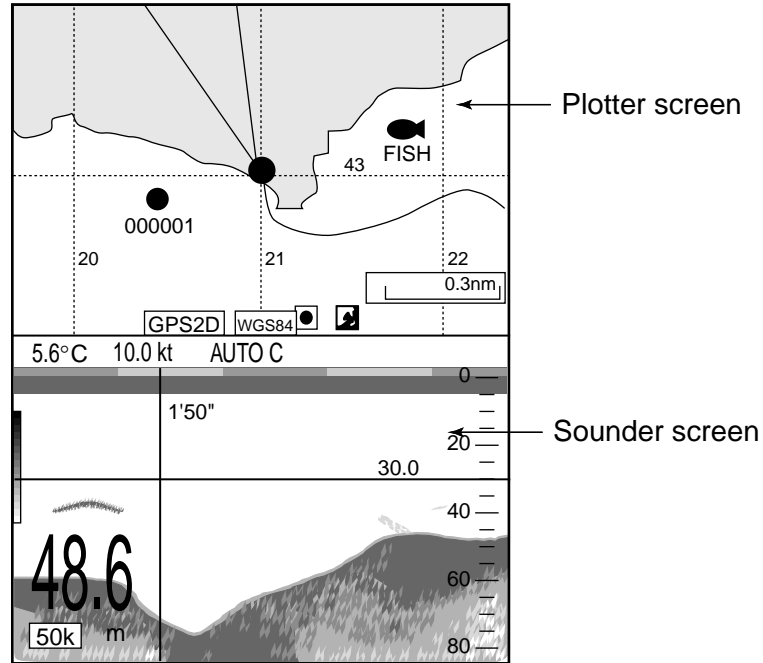 Plotter screen
FISH
43
000001
20 21 22
0.3nm
GPS2D WGS84
5.6°C 10.0 kt AUTO C
0
1'50"
Sounder screen
20
30.0
40
48.6
60
50k m
80